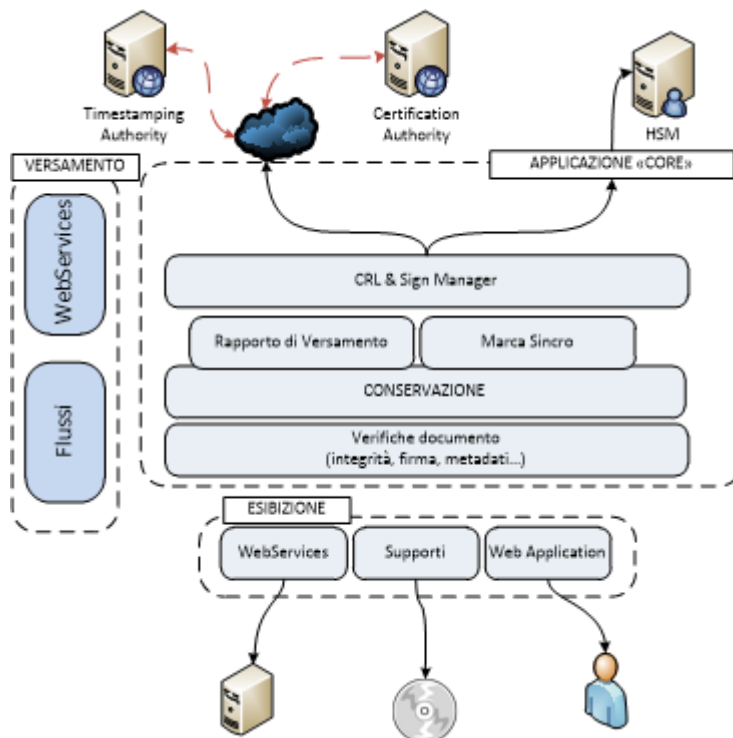 Timestamping
Authority
Certification
Authority
HSM
VERSAMENTO
APPLICAZIONE «CORE»
WebServices
Flussi
CRL & Sign Manager
Rapporto di Versamento
Marca Sincro
CONSERVAZIONE
Verifiche documento
(integrità, firma, metadati...)
ESIBIZIONE
WebServices
Supporti
Web Application